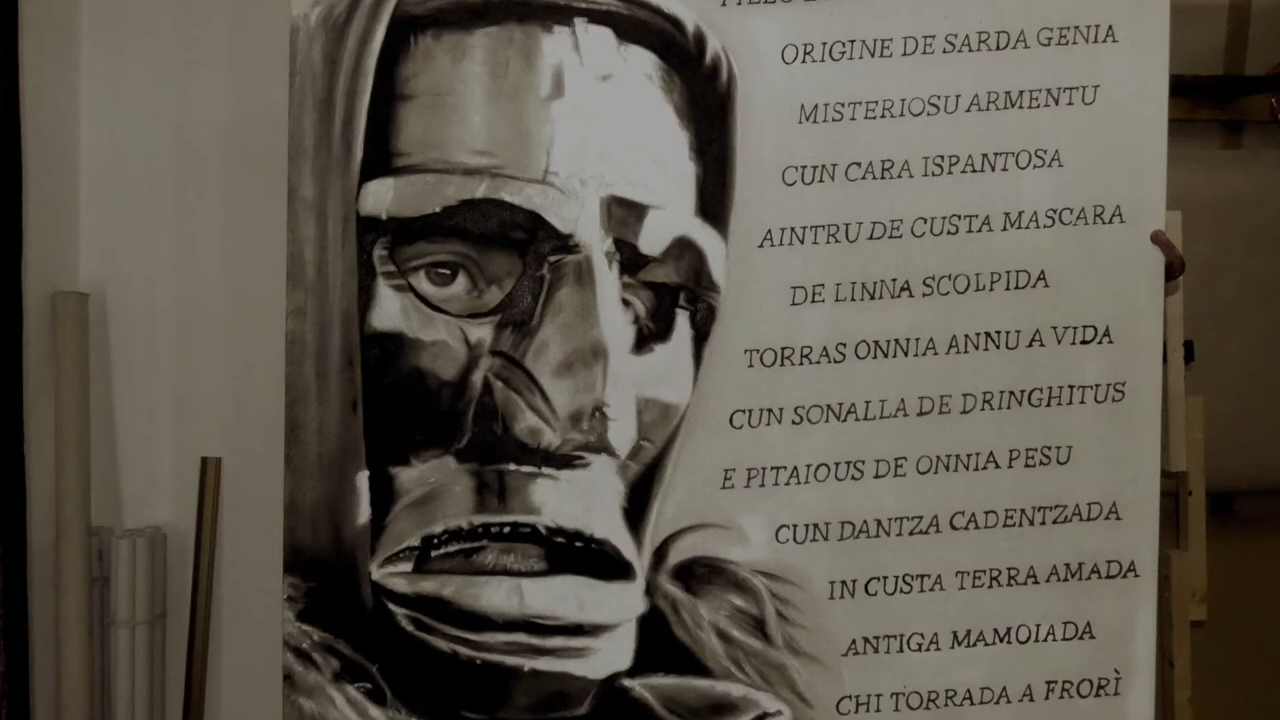 ORIGINE DE SARDA GENIA
MISTERIOSU ARMENTU
CUN CARA ISPANTOSA
AINTRU DE CUSTA MASCARA
DE LINNA SCOLPIDA
TORRAS ONNIA ANNU A VIDA
CUN SONALLA DE DRINGHITUS
E PITAIOUS DE ONNIA PESU
CUN DANTZA CADENTZADA
IN CUSTA TERRA AMADA
ANTIGA MAMOIADA
CHI TORRADA A FRORÌ